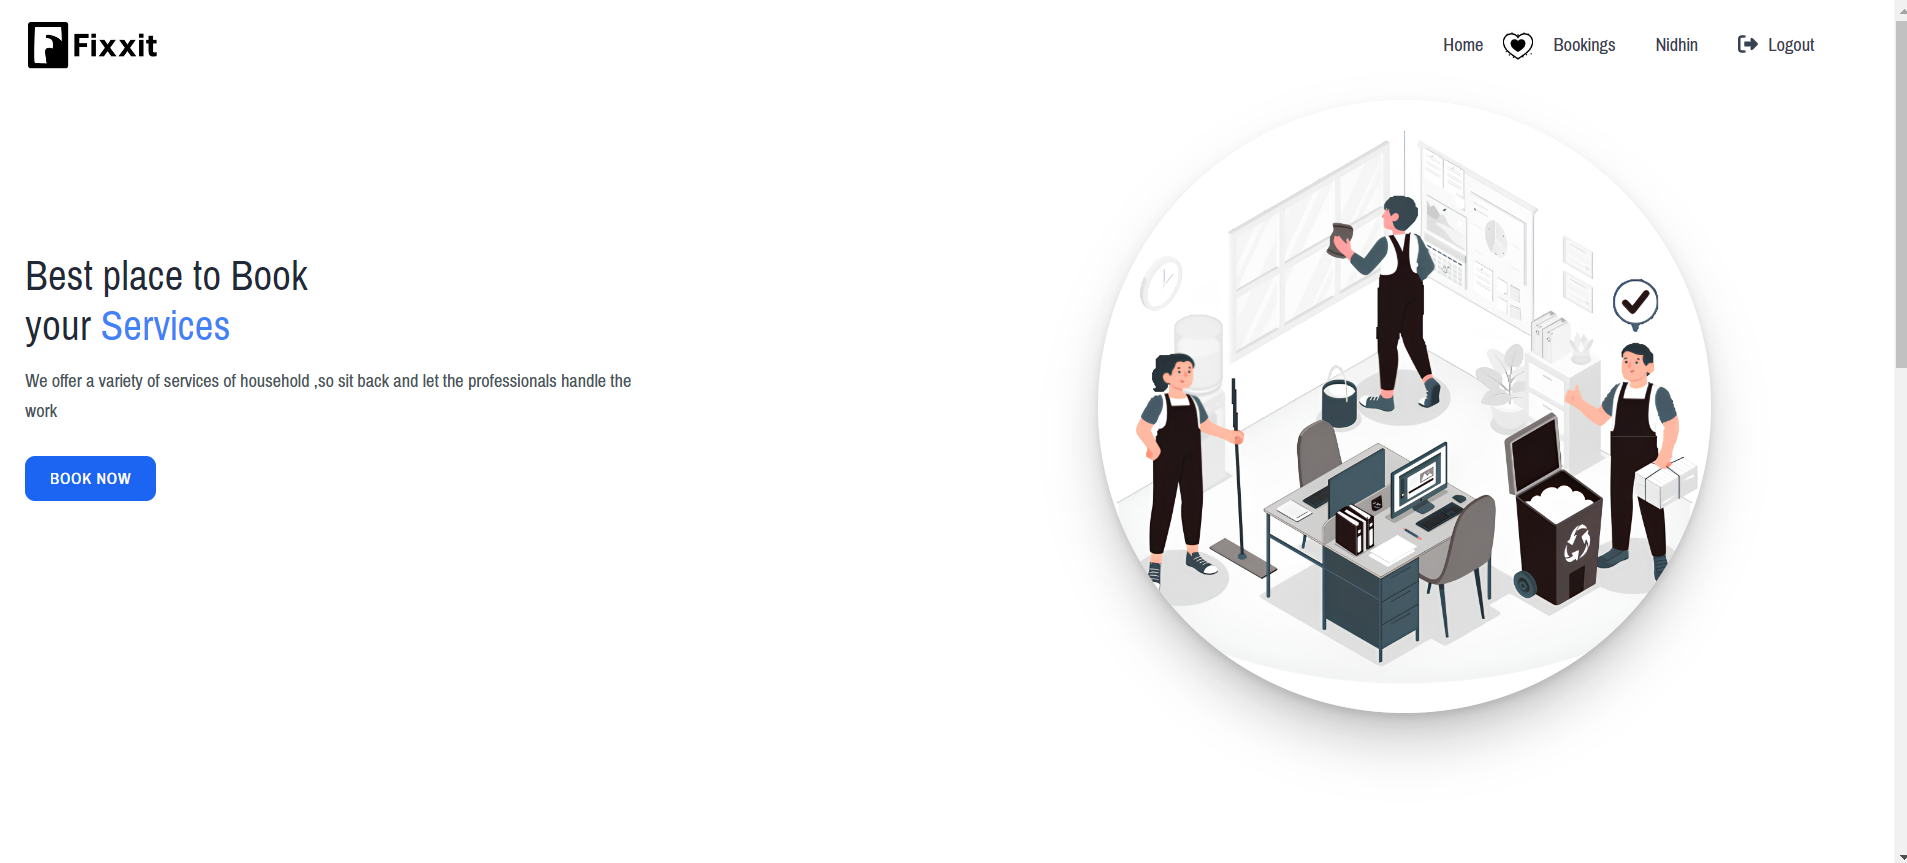 Fixxit
Home Bookings Nidhin Logout
Best place to Book
your Services
We offer a variety of services of household ,so sit back and let the professionals handle the
work
BOOK NOW